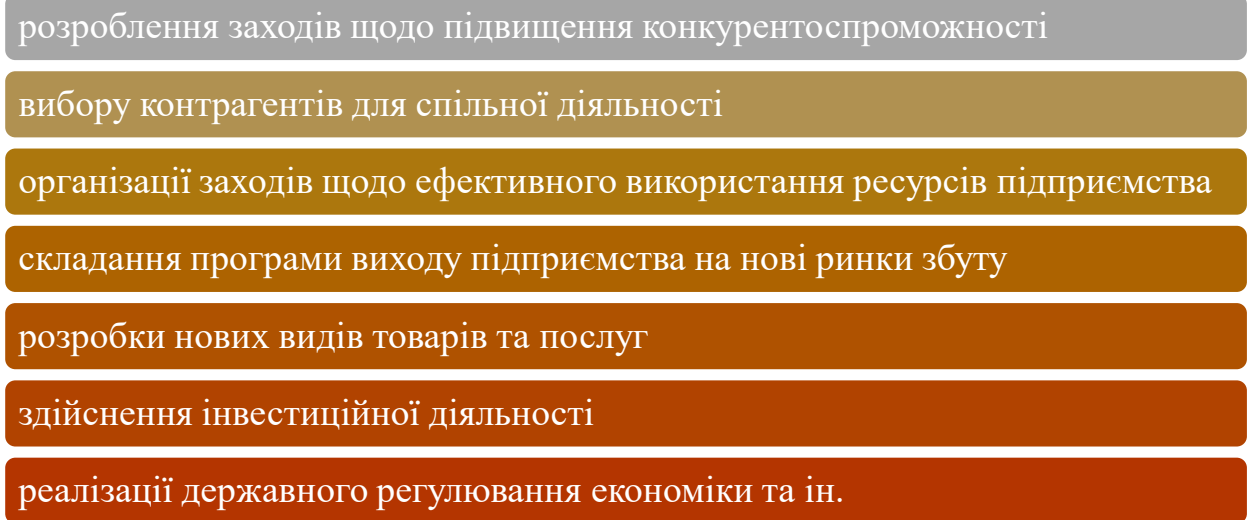 розроблення заходів щодо підвищення конкурентоспроможності
вибору контрагентів для спільної діяльності
організації заходів щодо ефективного використання ресурсів підприємства
складання програми виходу підприємства на нові ринки збуту
розробки нових видів товарів та послуг
здійснення інвестиційної діяльності
реалізації державного регулювання економіки та ін.